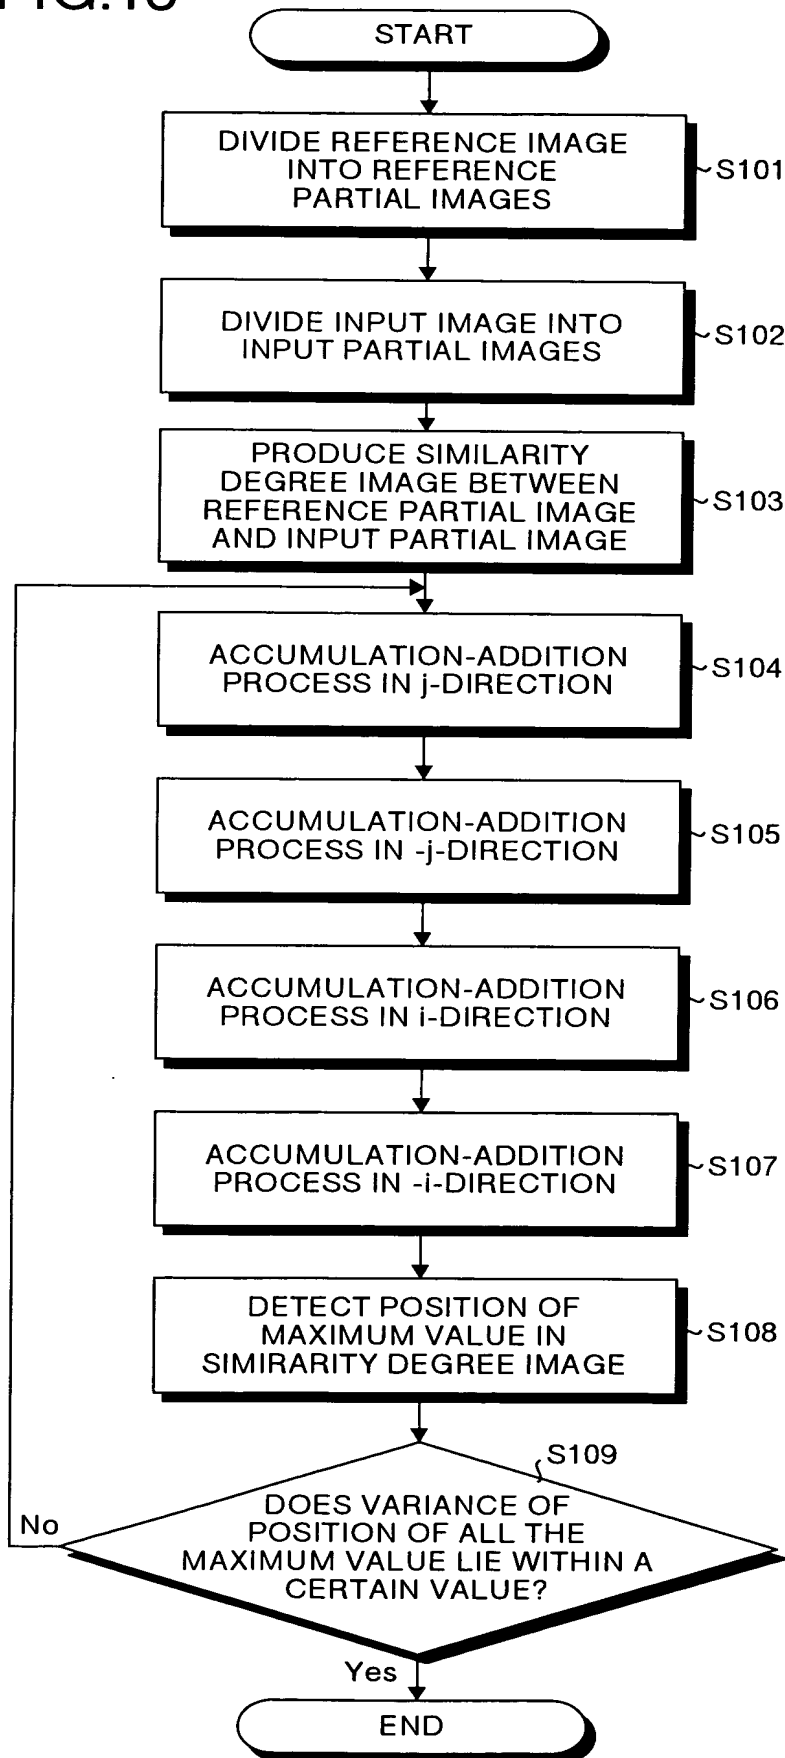 START
DIVIDE REFERENCE IMAGE
INTO REFERENCE
PARTIAL IMAGES
S101
DIVIDE INPUT IMAGE INTO
INPUT PARTIAL IMAGES
S102
PRODUCE SIMILARITY
DEGREE IMAGE BETWEEN
REFERENCE PARTIAL IMAGE
AND INPUT PARTIAL IMAGE
S103
ACCUMULATION-ADDITION
PROCESS IN j-DIRECTION
S104
ACCUMULATION-ADDITION
PROCESS IN -j-DIRECTION
S105
ACCUMULATION-ADDITION
PROCESS IN i-DIRECTION
S106
ACCUMULATION-ADDITION
PROCESS IN -i-DIRECTION
S107
DETECT POSITION OF
MAXIMUM VALUE IN
SIMIRARITY DEGREE IMAGE
S108
S109
DOES VARIANCE OF
POSITION OF ALL THE
MAXIMUM VALUE LIE WITHIN A
CERTAIN VALUE?
No
Yes
END